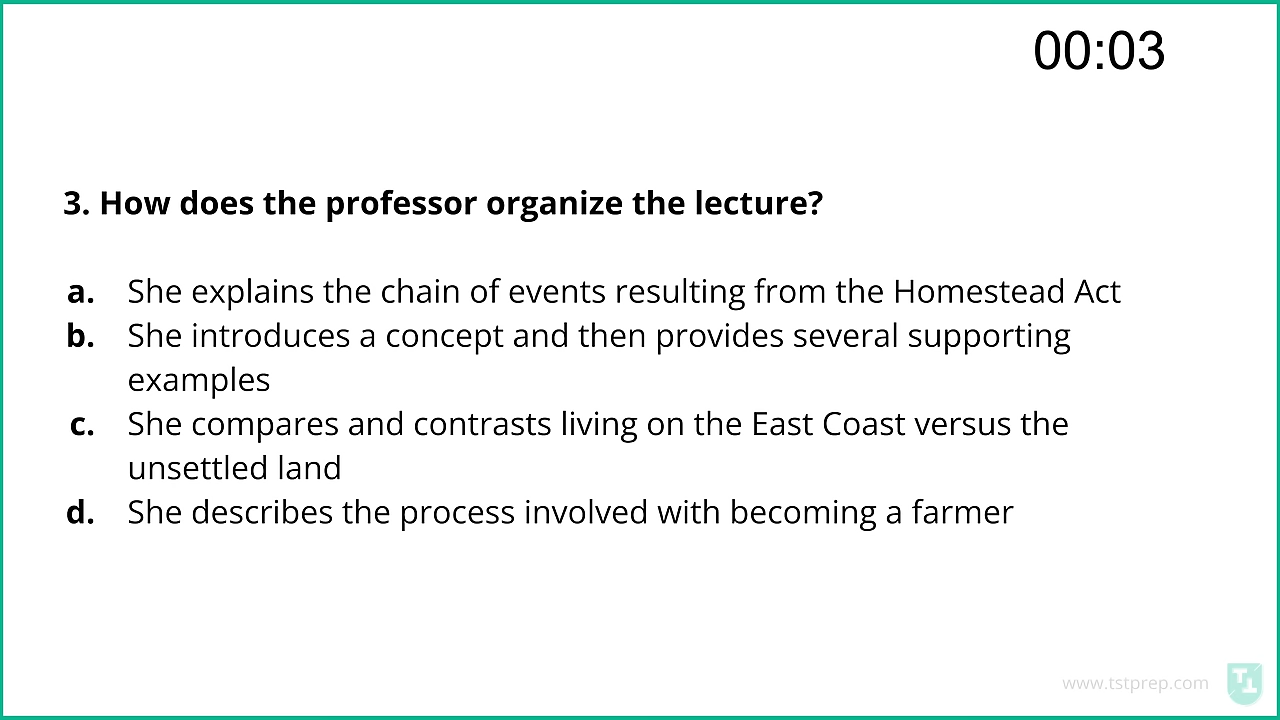 00:03
3. How does the professor organize the lecture?
a. She explains the chain of events resulting from the Homestead Act
b. She introduces a concept and then provides several supporting
examples
c. She compares and contrasts living on the East Coast versus the
unsettled land
d. She describes the process involved with becoming a farmer
www.tstprep.com